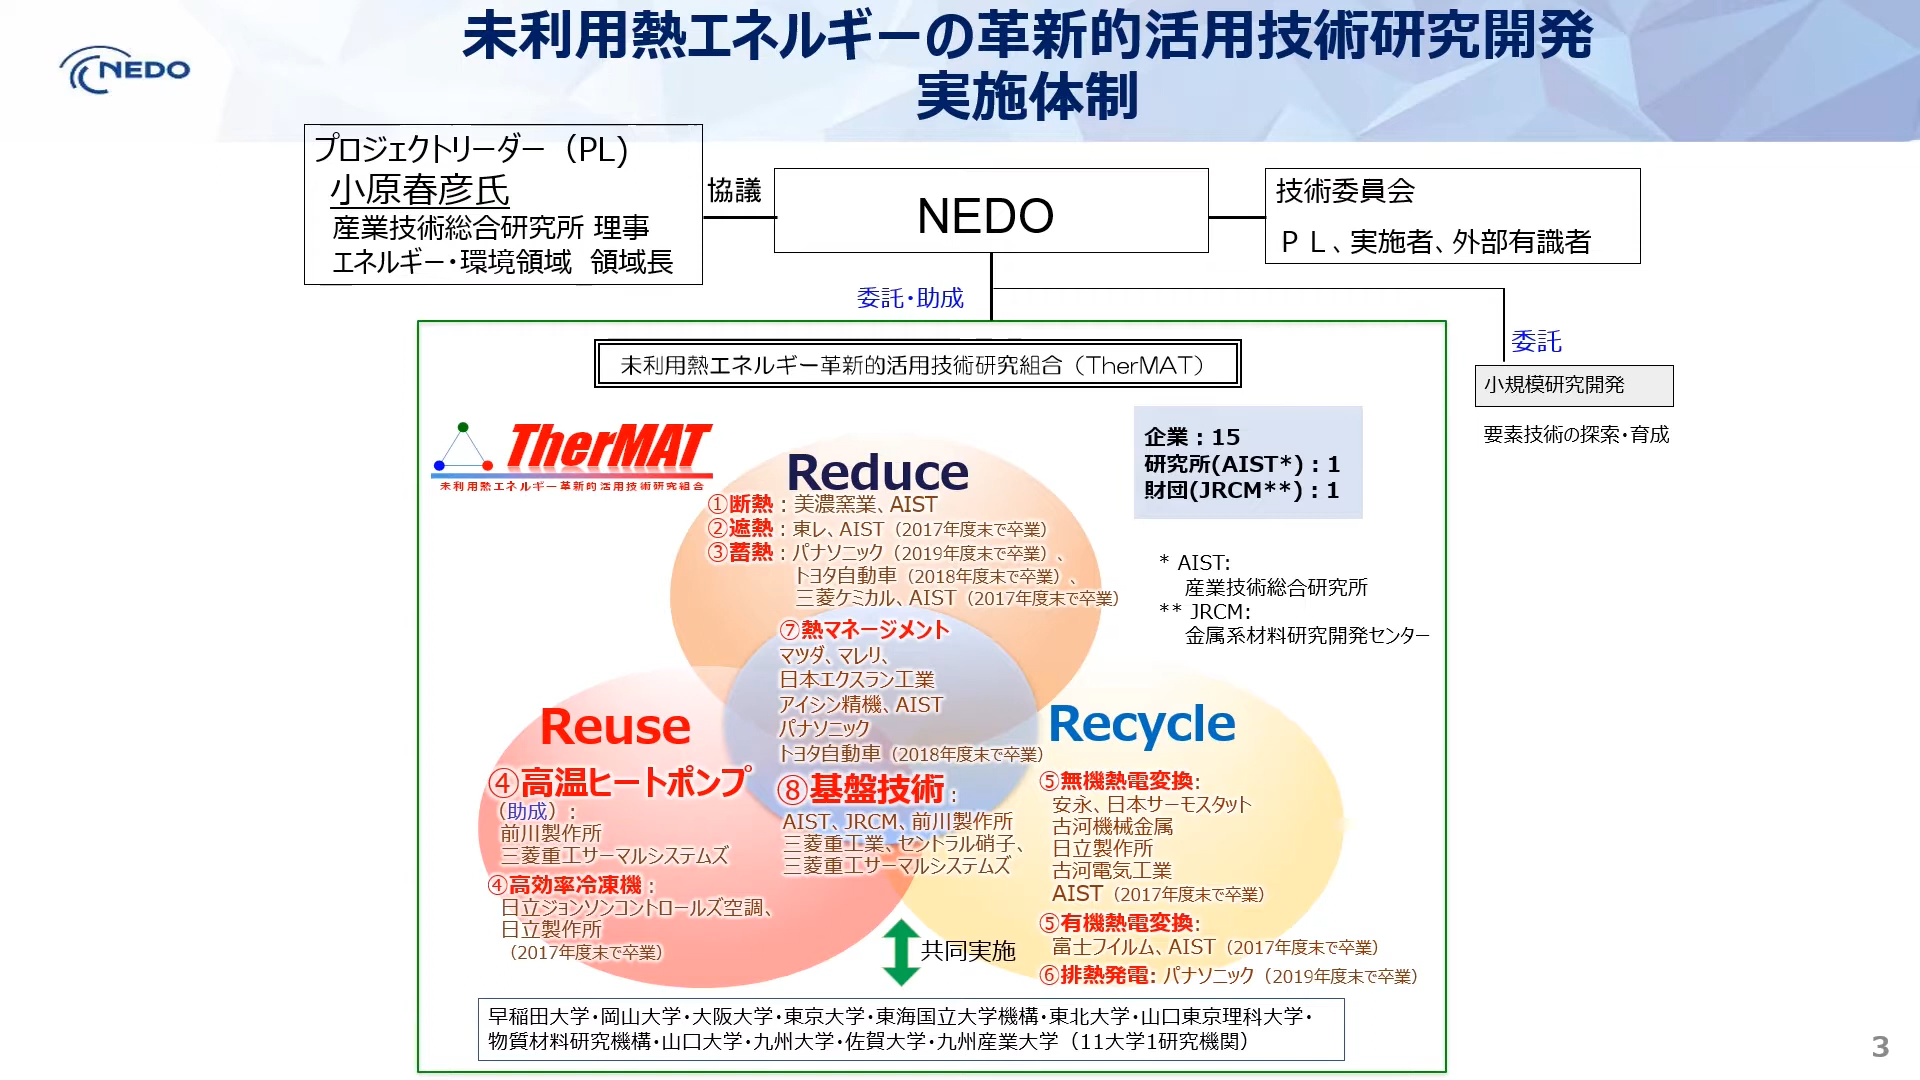 未利用熱エネルギーの革新的活用技術研究開発
実施体制
NEDO
プロジェクトリーダー（PL)
小原春彦氏
産業技術総合研究所 理事
エネルギー・環境領域 領域長
協議
NEDO
技術委員会
ＰＬ、実施者、外部有識者
委託・助成
委託
小規模研究開発
要素技術の探索・育成
未利用熱エネルギー革新的活用技術研究組合（TherMAT）
TherMAT
未利用熱エネルギー革新的活用技術研究組合
企業：15
研究所(AIST*)：1
財団(JRCM**)：1
* AIST:
産業技術総合研究所
** JRCM:
金属系材料研究開発センター
Reduce
①断熱：美濃窯業、AIST
②遮熱：東レ、AIST（2017年度末で卒業）
③蓄熱：パナソニック（2019年度末で卒業）、
トヨタ自動車（2018年度末で卒業）、
三菱ケミカル、AIST（2017年度末で卒業）
⑦熱マネージメント
マツダ、マレリ、
日本エクスラン工業
アイシン精機、AIST
パナソニック
トヨタ自動車（2018年度末で卒業）
⑧基盤技術：
AIST、JRCM、前川製作所
三菱重工業、セントラル硝子、
三菱重工サーマルシステムズ
Reuse
④高温ヒートポンプ
（助成）：
前川製作所
三菱重工サーマルシステムズ
④高効率冷凍機：
日立ジョンソンコントロールズ空調、
日立製作所
（2017年度末で卒業）
Recycle
⑤無機熱電変換:
安永、日本サーモスタット
古河機械金属
日立製作所
古河電気工業
AIST（2017年度末で卒業）
⑤有機熱電変換:
富士フイルム、AIST（2017年度末で卒業）
⑥排熱発電: パナソニック（2019年度末で卒業）
共同実施
早稲田大学・岡山大学・大阪大学・東京大学・東海国立大学機構・東北大学・山口東京理科大学・
物質材料研究機構・山口大学・九州大学・佐賀大学・九州産業大学（11大学1研究機関）
3